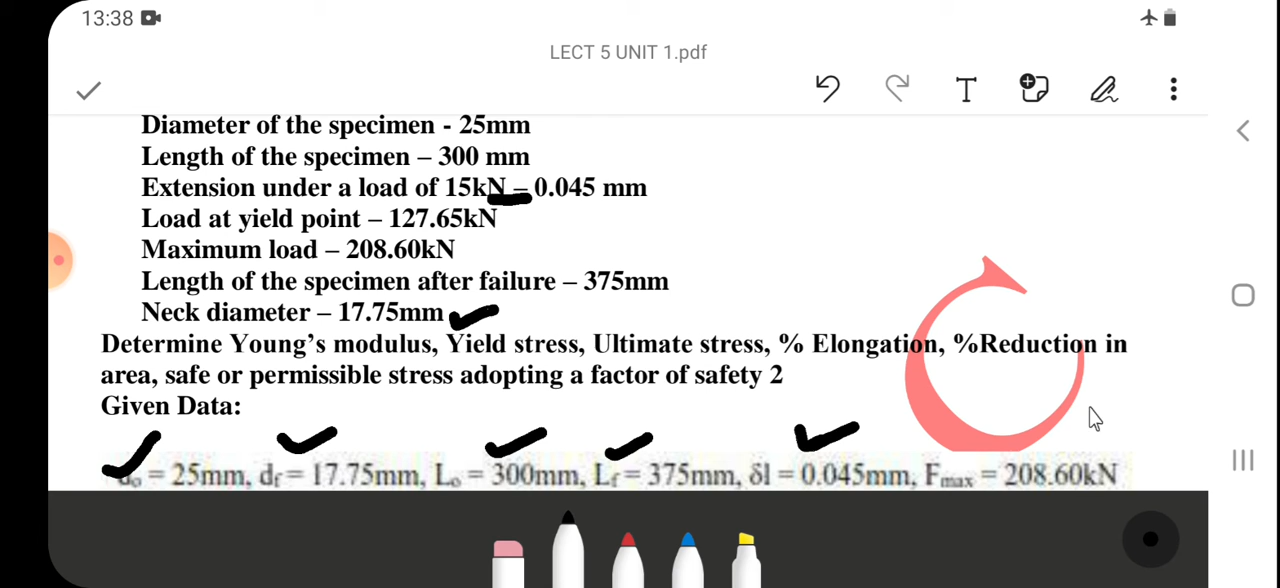 13:38
LECT 5 UNIT 1.pdf
T
Diameter of the specimen - 25mm
Length of the specimen – 300 mm
Extension under a load of 15kN – 0.045 mm
Load at yield point – 127.65kN
Maximum load – 208.60kN
Length of the specimen after failure – 375mm
Neck diameter – 17.75mm
Determine Young's modulus, Yield stress, Ultimate stress, % Elongation, %Reduction in
area, safe or permissible stress adopting a factor of safety 2
Given Data:
dₒ = 25mm, df = 17.75mm, Lₒ = 300mm, Lf = 375mm, δl = 0.045mm, Fmax = 208.60kN